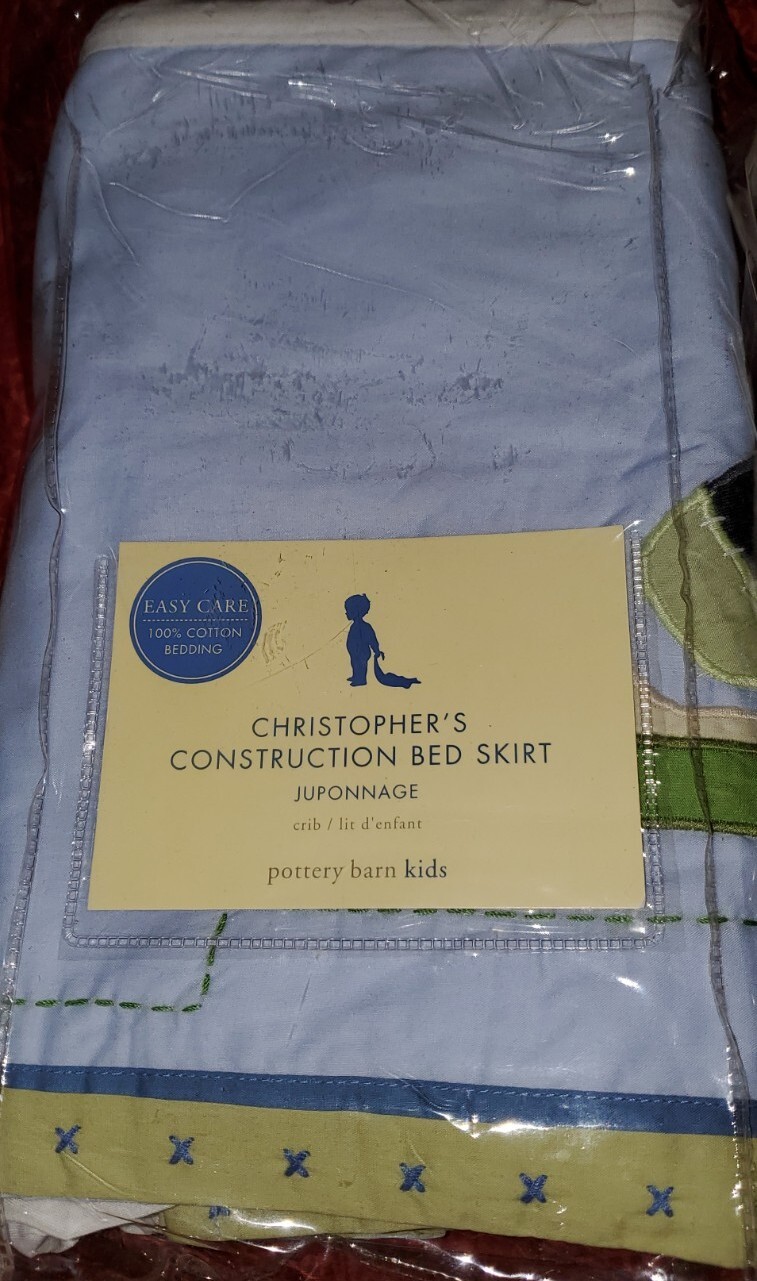 EASY CARE
100% COTTON
BEDDING
CHRISTOPHER'S
CONSTRUCTION BED SKIRT
JUPONNAGE
crib / lit d'enfant
pottery barn kids